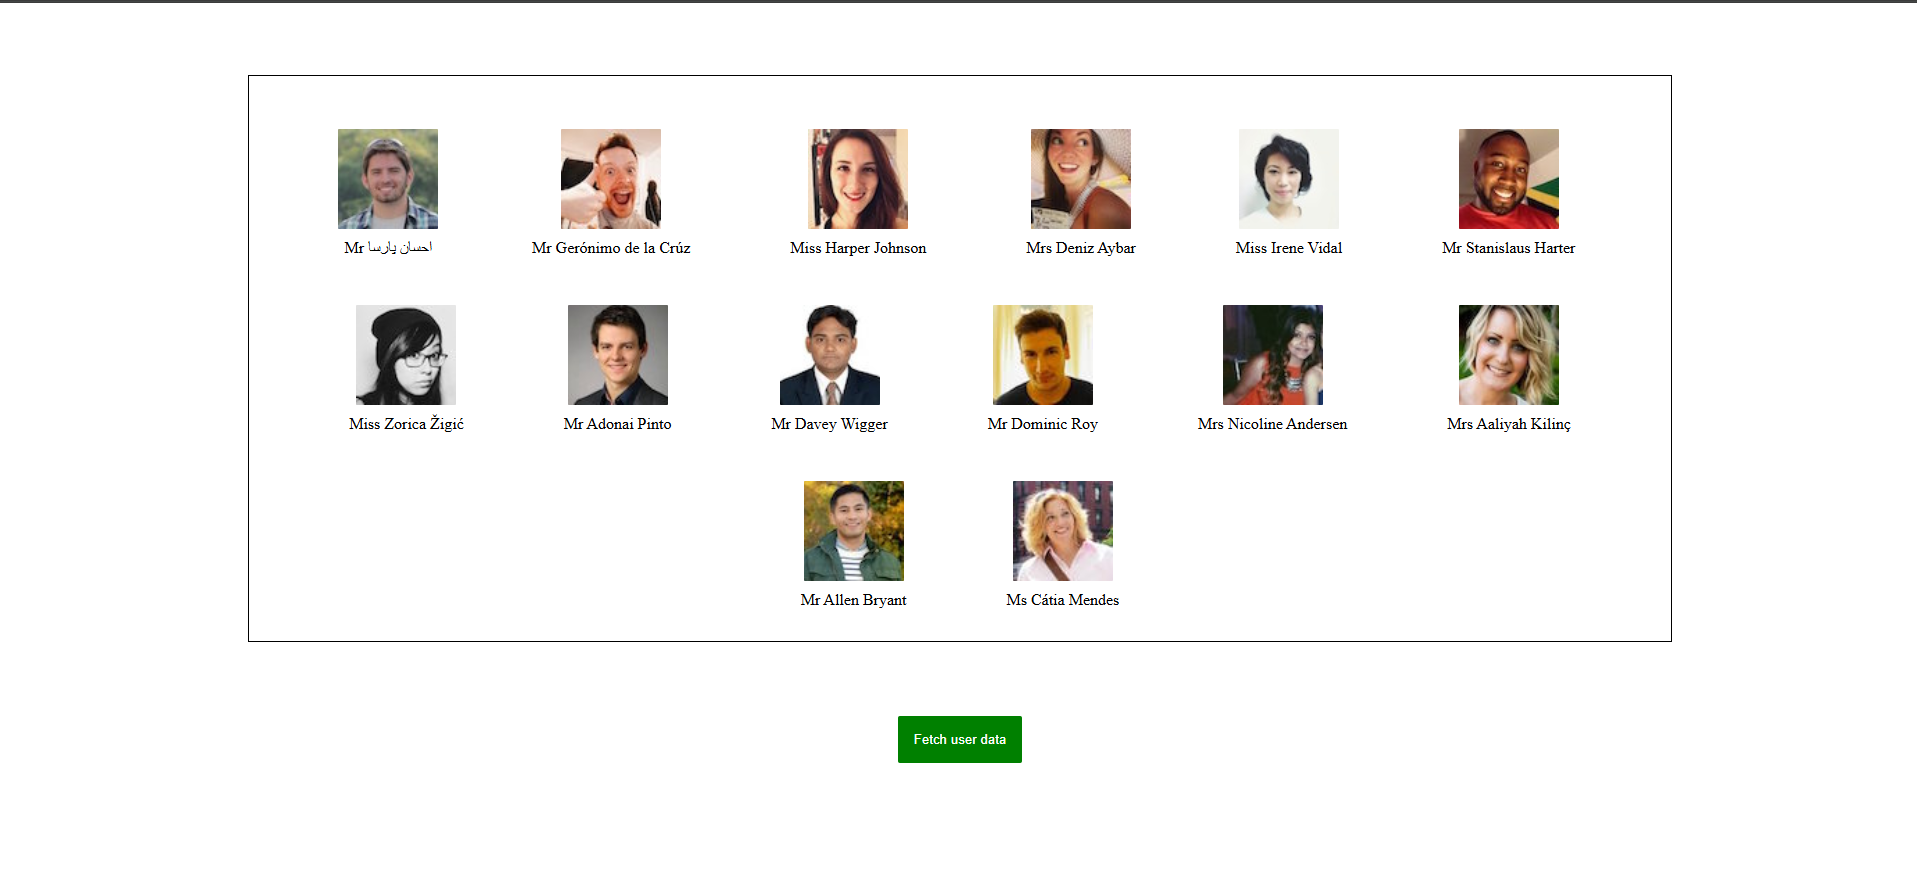 Mr احسان پارسا
Mr Gerónimo de la Crúz
Miss Harper Johnson
Mrs Deniz Aybar
Miss Irene Vidal
Mr Stanislaus Harter
Miss Zorica Žigić
Mr Adonai Pinto
Mr Davey Wigger
Mr Dominic Roy
Mrs Nicoline Andersen
Mrs Aaliyah Kilinç
Mr Allen Bryant
Ms Cátia Mendes
Fetch user data